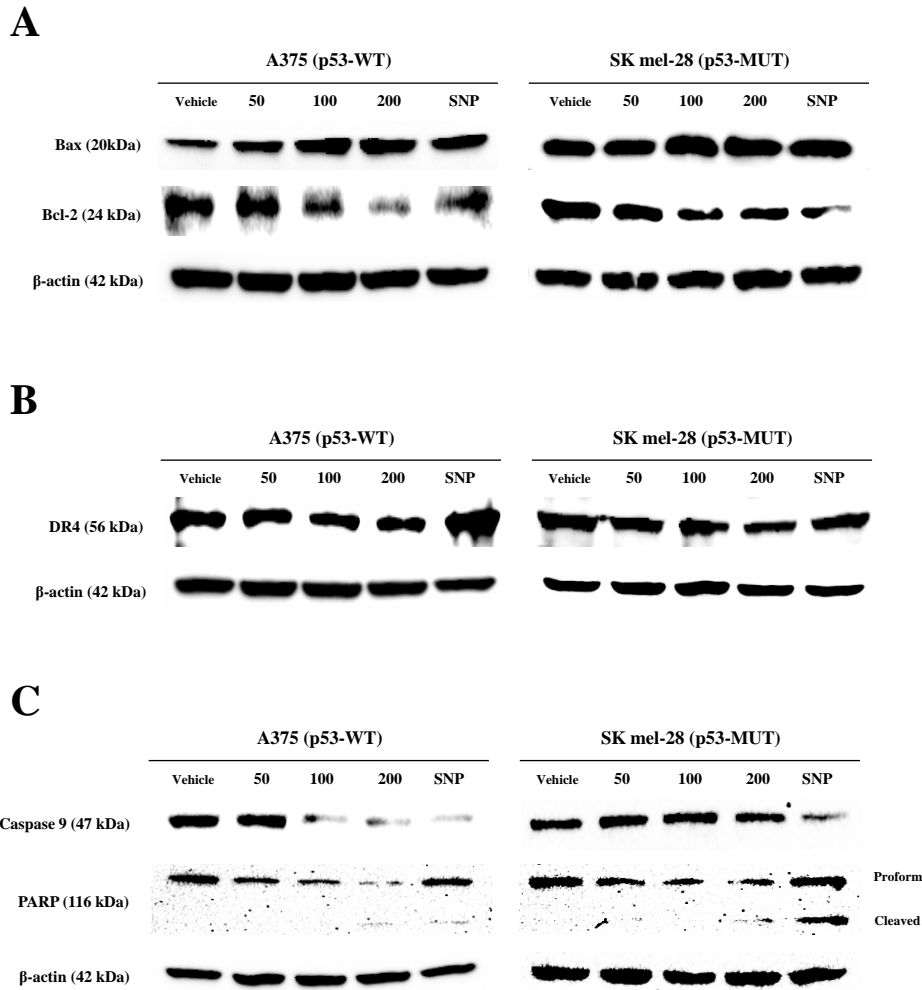 A
A375 (p53-WT) SK mel-28 (p53-MUT)
Vehicle 50 100 200 SNP Vehicle 50 100 200 SNP
Bax (20kDa)
Bcl-2 (24 kDa)
β-actin (42 kDa)
B
A375 (p53-WT) SK mel-28 (p53-MUT)
Vehicle 50 100 200 SNP Vehicle 50 100 200 SNP
DR4 (56 kDa)
β-actin (42 kDa)
C
A375 (p53-WT) SK mel-28 (p53-MUT)
Vehicle 50 100 200 SNP Vehicle 50 100 200 SNP
Caspase 9 (47 kDa)
Proform
PARP (116 kDa)
Cleaved
β-actin (42 kDa)